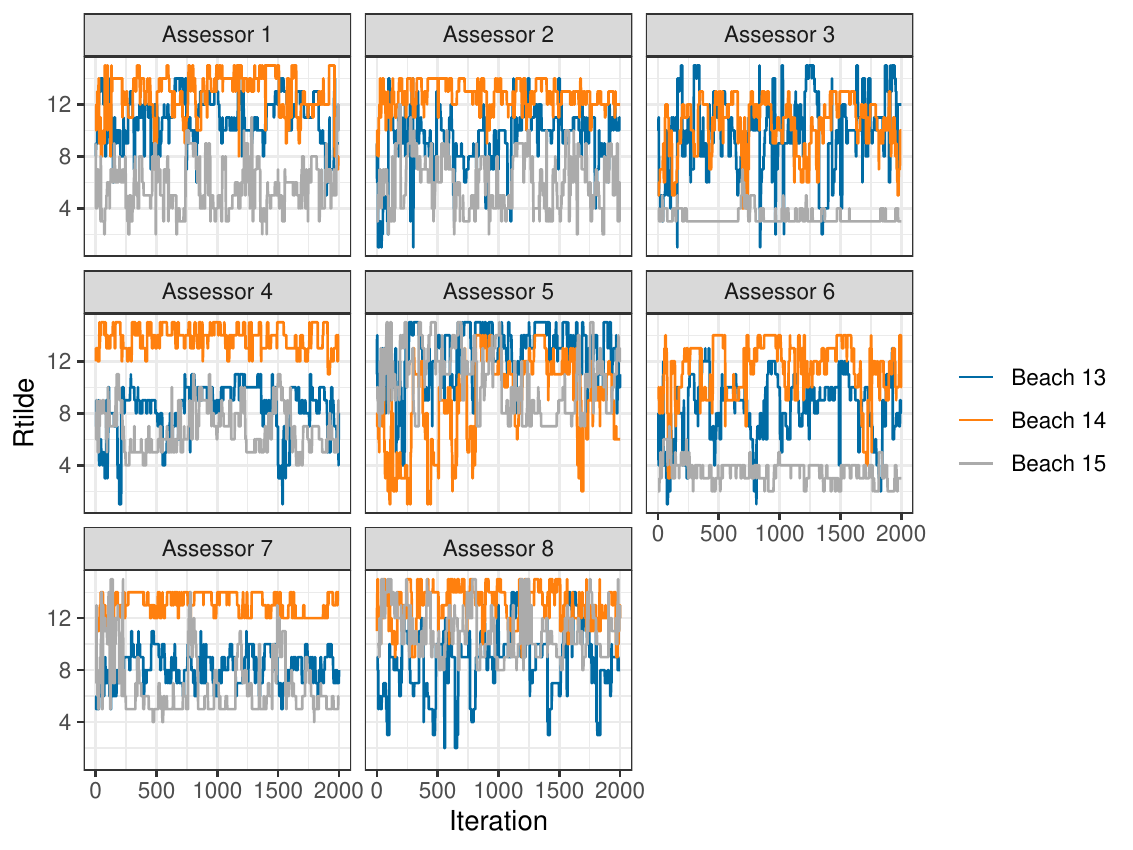 Assessor 1 Assessor 2 Assessor 3
12
8
4
Assessor 4 Assessor 5 Assessor 6
12
8
4
Rtilde
Beach 13
Beach 14
Beach 15
0 500 1000 1500 2000
Assessor 7 Assessor 8
12
8
4
0 500 1000 1500 2000 0 500 1000 1500 2000
Iteration